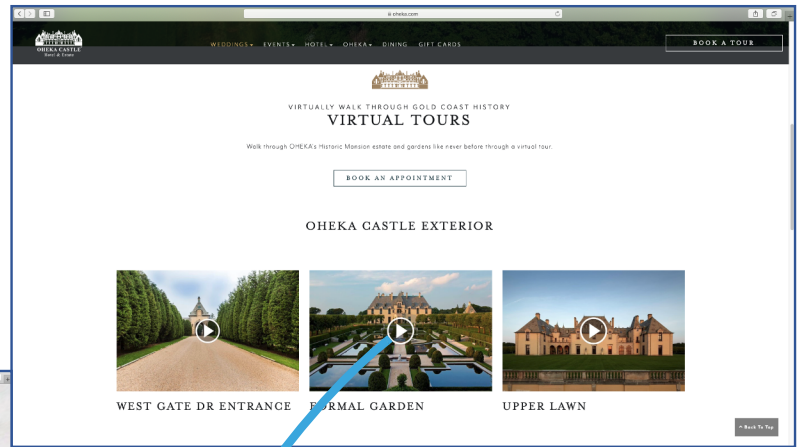 oheka.com
OHEKA CASTLE
Hotel & Estate
WEDDINGS EVENTS HOTEL OHEKA DINING GIFT CARDS
BOOK A TOUR
VIRTUALLY WALK THROUGH GOLD COAST HISTORY
VIRTUAL TOURS
Walk through OHEKA's Historic Mansion estate and gardens like never before through a virtual tour.
BOOK AN APPOINTMENT
OHEKA CASTLE EXTERIOR
WEST GATE DR ENTRANCE
FORMAL GARDEN
UPPER LAWN
^ Back To Top